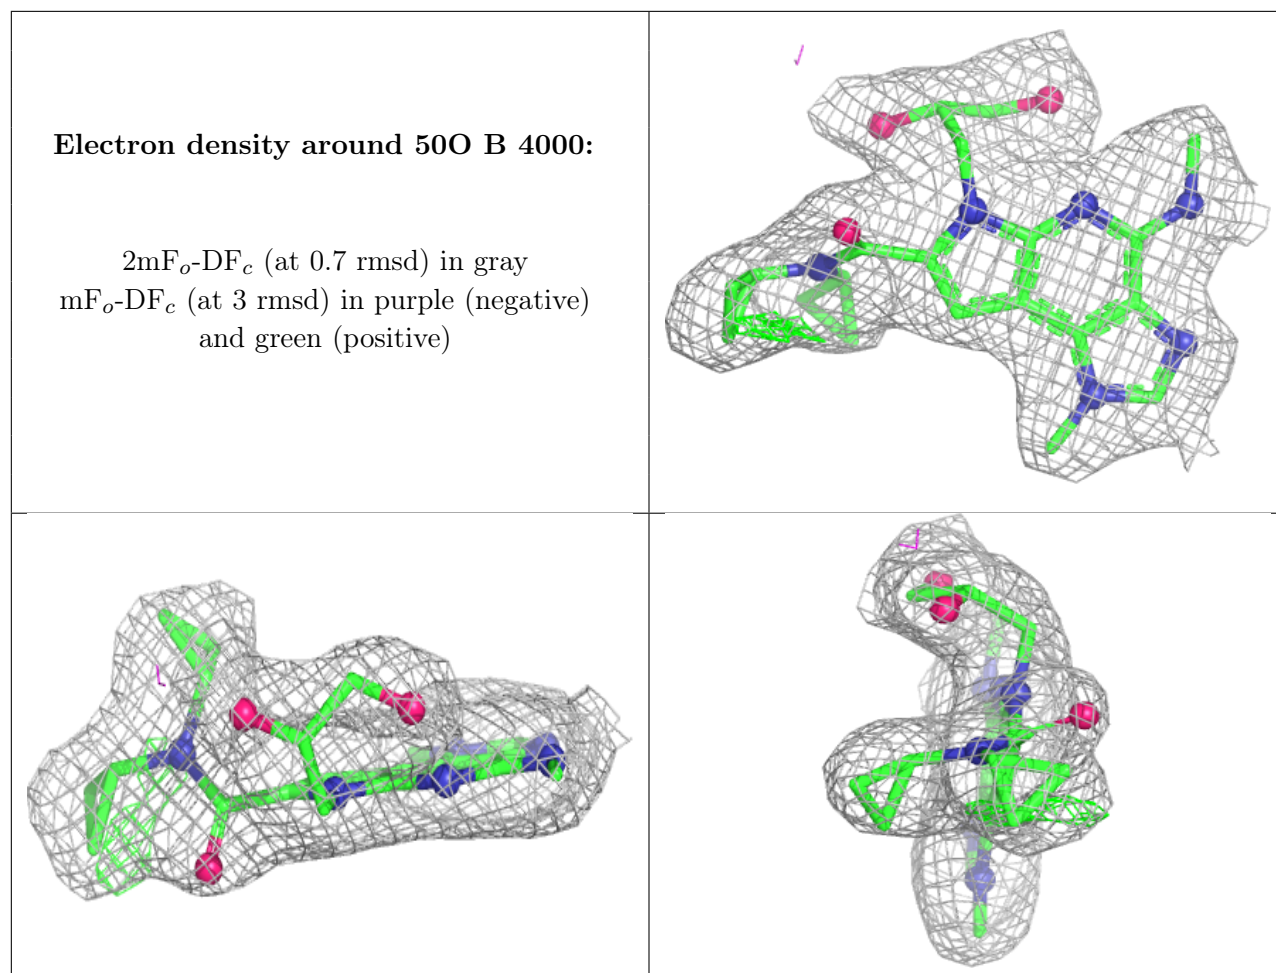 Electron density around 50O B 4000:
2mFo-DFc (at 0.7 rmsd) in gray
mFo-DFc (at 3 rmsd) in purple (negative)
and green (positive)